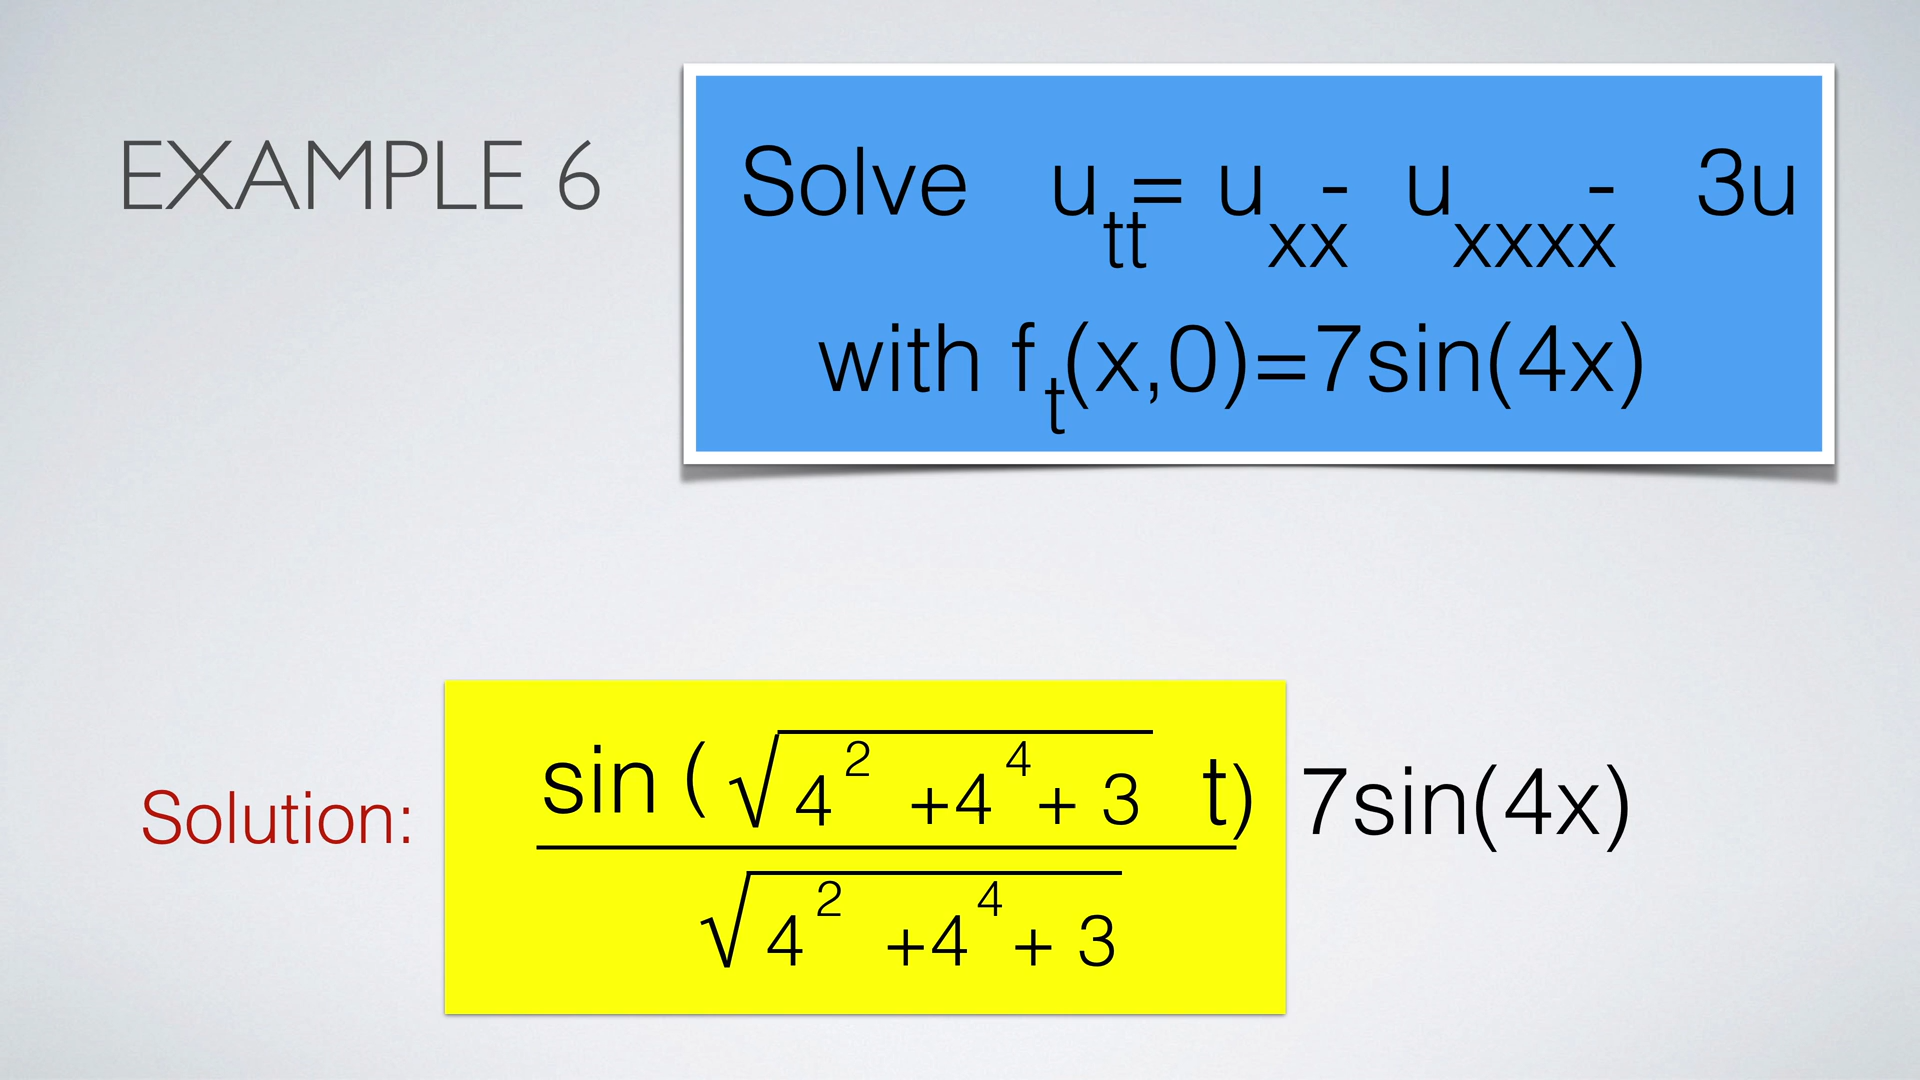 EXAMPLE 6
Solve u_tt = u_xx - u_xxxx - 3u
with f_t(x,0)=7sin(4x)
Solution:
sin (√(4^2 +4^4 + 3) t)
√(4^2 +4^4 + 3)
7sin(4x)